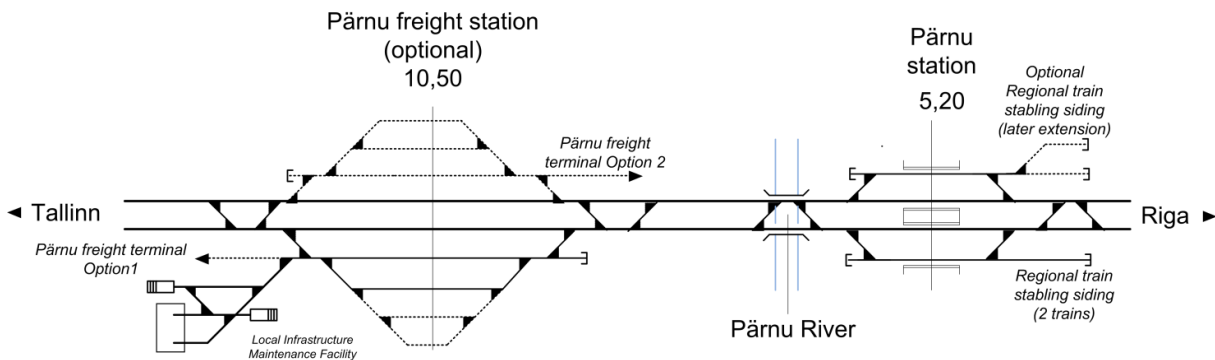 Pärnu freight station
(optional)
10,50
Pärnu
station
5,20
Optional
Regional train
stabling siding
(later extension)
Pärnu freight
terminal Option 2
Tallinn
Riga
Pärnu freight terminal
Option1
Local Infrastructure
Maintenance Facility
Pärnu River
Regional train
stabling siding
(2 trains)